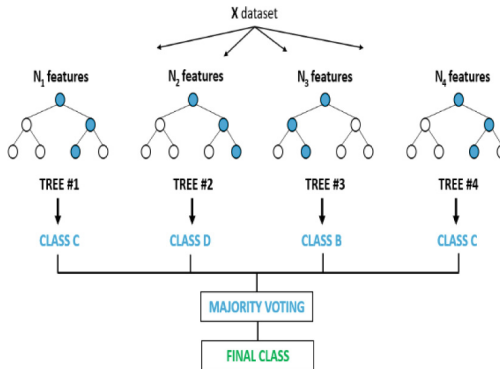 X dataset
N1 features N2 features N3 features N4 features
TREE #1 TREE #2 TREE #3 TREE #4
CLASS C CLASS D CLASS B CLASS C
MAJORITY VOTING
FINAL CLASS